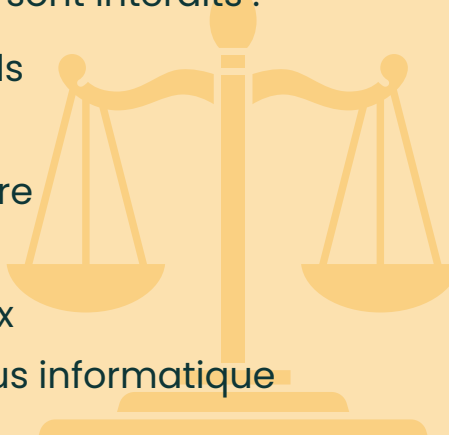 sont interdits :
ls
re
x
us informatique